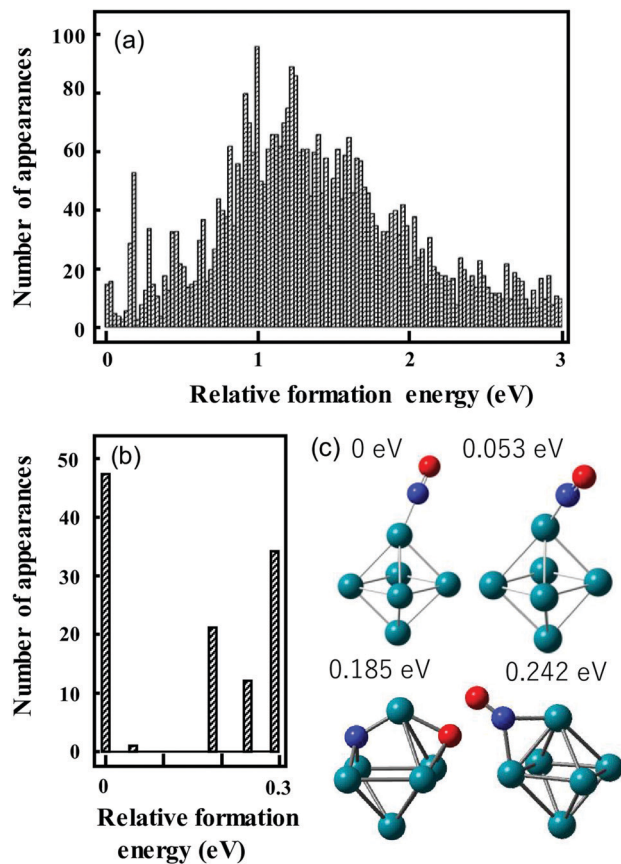 (a)
Number of appearances
100
80
60
40
20
0
0 1 2 3
Relative formation energy (eV)
(b)
Number of appearances
50
40
30
20
10
0
0 0.3
Relative formation
energy (eV)
(c)
0 eV 0.053 eV
0.185 eV 0.242 eV